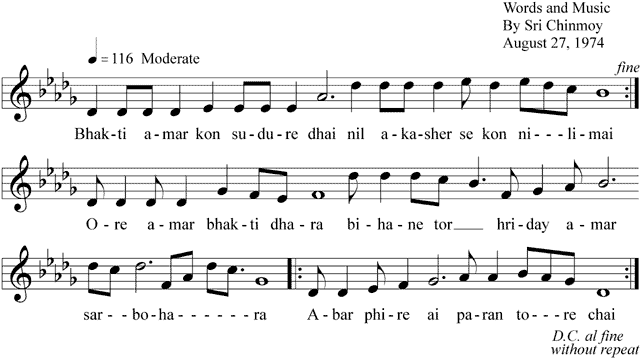 Words and Music
By Sri Chinmoy
August 27, 1974
= 116 Moderate
fine
Bhak-ti a-mar kon su-du-re dhai nil a-ka-sher se kon ni---li-mai
O-re a-mar bhak-ti dha-ra bi-ha-ne tor___ hri-day a-mar
sar--bo-ha------ra A-bar phi-re ai pa-ran to---re chai
D.C. al fine
without repeat